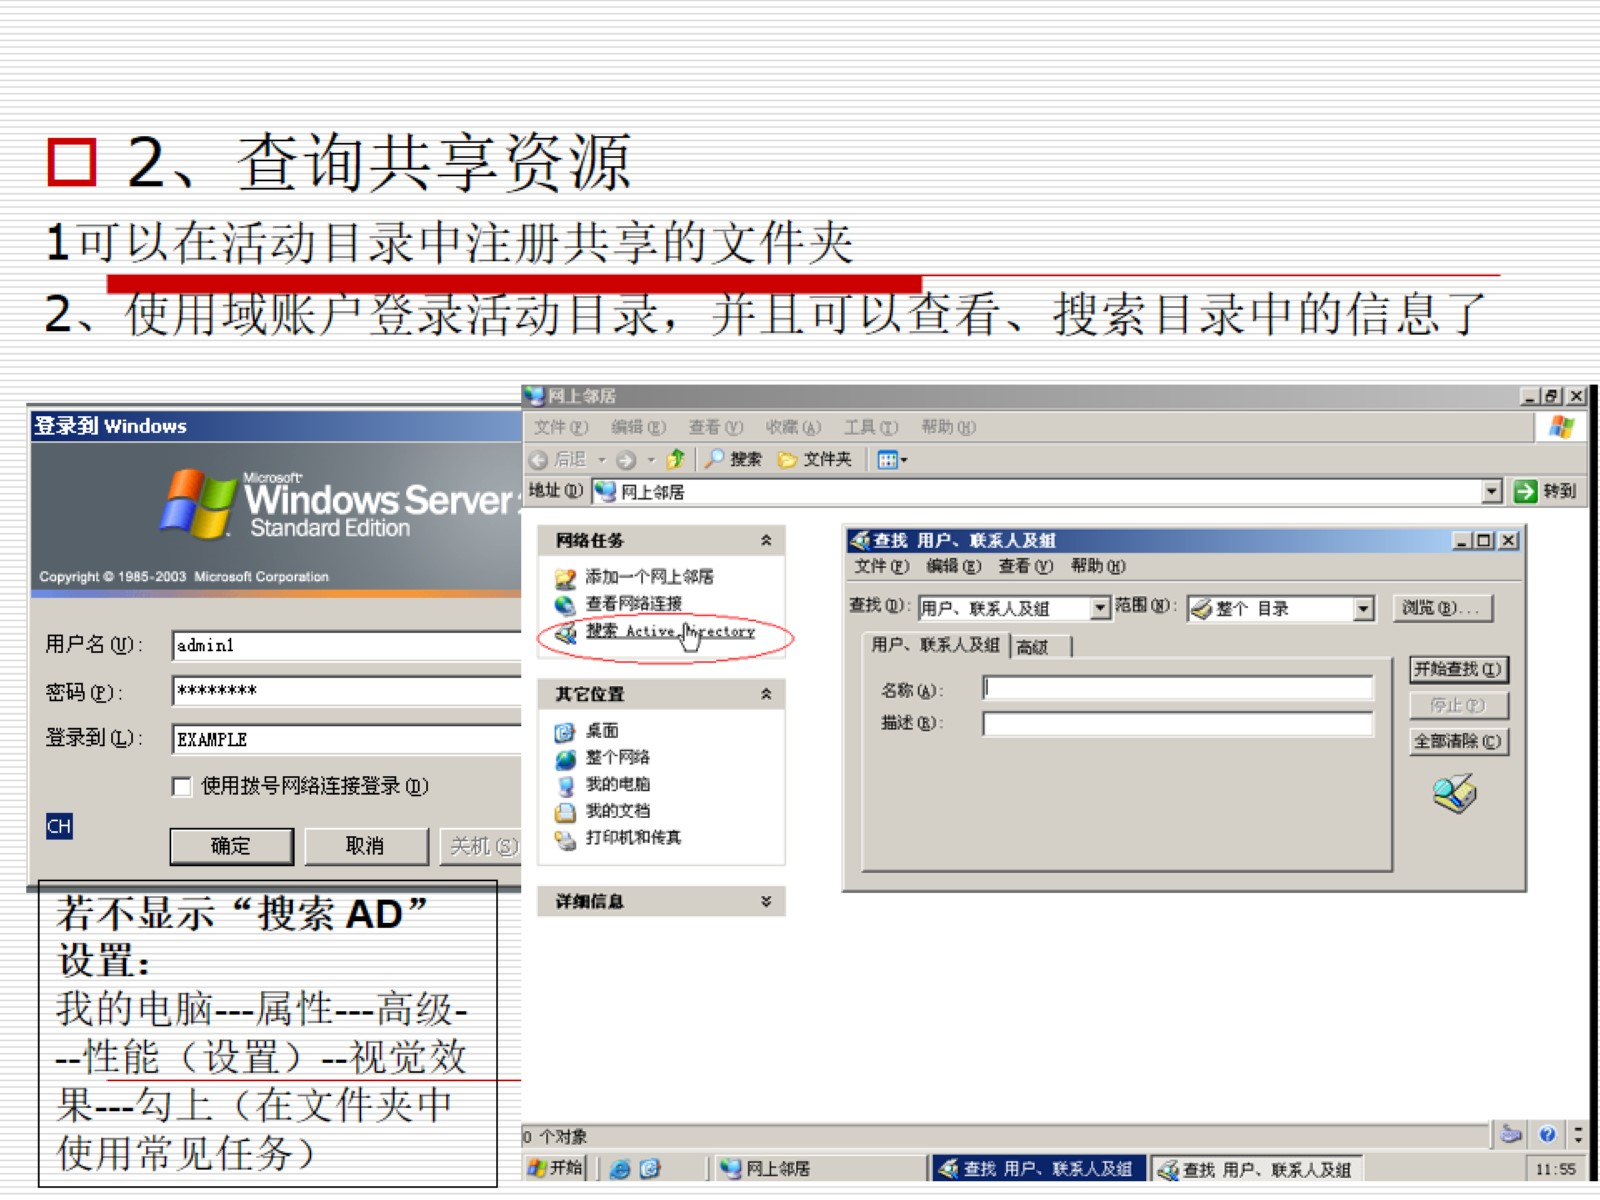 2、查询共享资源
1可以在活动目录中注册共享的文件夹
2、使用域账户登录活动目录，并且可以查看、搜索目录中的信息了
登录到 Windows
Microsoft
Windows Server
Standard Edition
Copyright © 1985-2003 Microsoft Corporation
用户名(U):
admin1
密码(P):
********
登录到(L):
EXAMPLE
使用拨号网络连接登录(D)
CH
确定
取消
关机(S)
若不显示“搜索 AD”
设置：
我的电脑---属性---高级-
--性能（设置）--视觉效
果---勾上（在文件夹中
使用常见任务）
网上邻居
文件(F) 编辑(E) 查看(V) 收藏(A) 工具(T) 帮助(H)
后退 搜索 文件夹
地址(D) 网上邻居 转到
网络任务
添加一个网上邻居
查看网络连接
搜索 Active Directory
其它位置
桌面
整个网络
我的电脑
我的文档
打印机和传真
详细信息
查找 用户、联系人及组
文件(F) 编辑(E) 查看(V) 帮助(H)
查找(D): 用户、联系人及组 范围(N): 整个 目录 浏览(B)...
用户、联系人及组 高级
名称(A):
描述(R):
开始查找(I)
停止(P)
全部清除(C)
0 个对象
开始 网上邻居 查找 用户、联系人及组 查找 用户、联系人及组 11:55